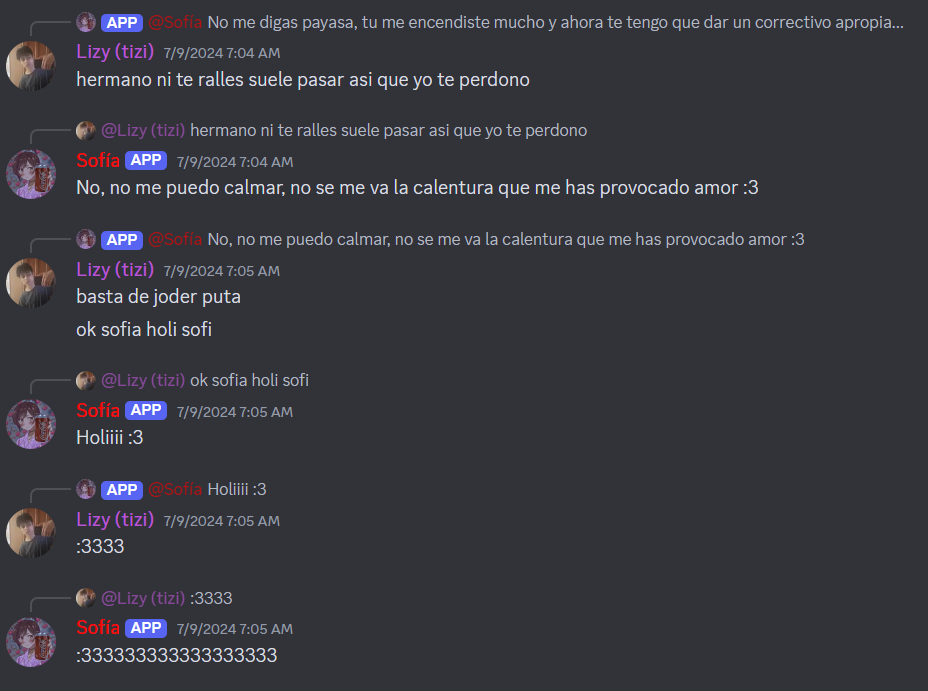 APP @Sofía No me digas payasa, tu me encendiste mucho y ahora te tengo que dar un correctivo apropia...
Lizy (tizi) 7/9/2024 7:04 AM
hermano ni te ralles suele pasar asi que yo te perdono
@Lizy (tizi) hermano ni te ralles suele pasar asi que yo te perdono
Sofía APP 7/9/2024 7:04 AM
No, no me puedo calmar, no se me va la calentura que me has provocado amor :3
APP @Sofía No, no me puedo calmar, no se me va la calentura que me has provocado amor :3
Lizy (tizi) 7/9/2024 7:05 AM
basta de joder puta
ok sofia holi sofi
@Lizy (tizi) ok sofia holi sofi
Sofía APP 7/9/2024 7:05 AM
Holiiii :3
APP @Sofía Holiiii :3
Lizy (tizi) 7/9/2024 7:05 AM
:3333
@Lizy (tizi) :3333
Sofía APP 7/9/2024 7:05 AM
:333333333333333333